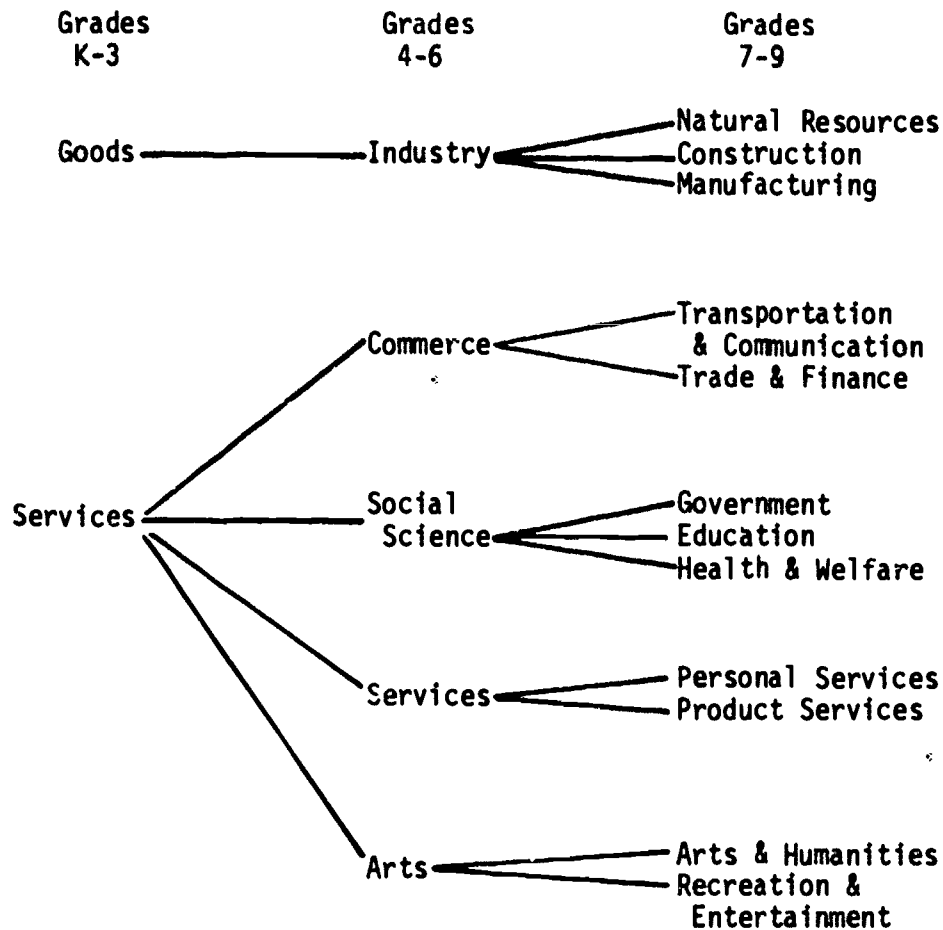 Grades Grades Grades
K-3 4-6 7-9
Natural Resources
Goods Industry Construction
Manufacturing
Transportation
Commerce & Communication
Trade & Finance
Social Government
Services Science Education
Health & Welfare
Personal Services
Services Product Services
Arts & Humanities
Arts Recreation &
Entertainment